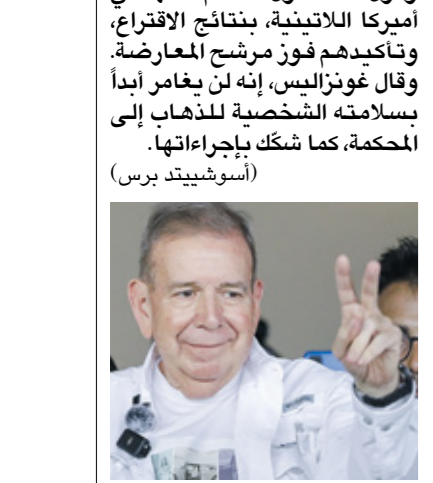 أميركا اللاتينية، بنتائج الاقتراع،
وتأكيدهم فوز مرشح المعارضة.
وقال غونزاليس، إنه لن يغامر أبداً
بسلامته الشخصية للذهاب إلى
المحكمة، كما شكّك بإجراءاتها.
(أسوشييتد برس)